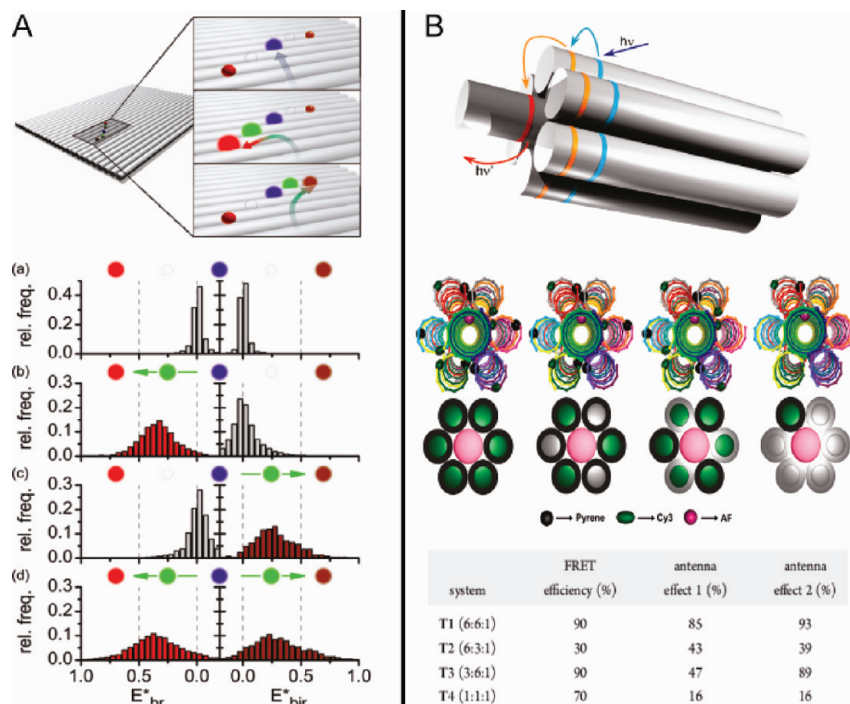 A
(a)
rel. freq.
0.4
0.2
0.0
(b)
rel. freq.
0.3
0.2
0.1
0.0
(c)
rel. freq.
0.3
0.2
0.1
0.0
(d)
rel. freq.
0.3
0.2
0.1
0.0
1.0 0.5 0.0 0.0 0.5 1.0
E*br E*bir
B
hν
hν'
Pyrene Cy3 AF
FRET antenna antenna
system efficiency (%) effect 1 (%) effect 2 (%)
T1 (6:6:1) 90 85 93
T2 (6:3:1) 30 43 39
T3 (3:6:1) 90 47 89
T4 (1:1:1) 70 16 16